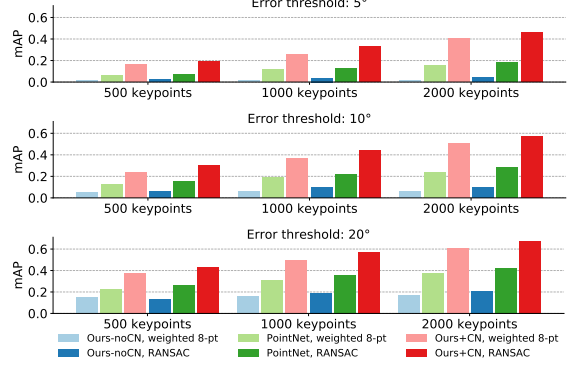 Error threshold: 5°
mAP
0.6
0.4
0.2
0.0
500 keypoints 1000 keypoints 2000 keypoints
Error threshold: 10°
mAP
0.6
0.4
0.2
0.0
500 keypoints 1000 keypoints 2000 keypoints
Error threshold: 20°
mAP
0.6
0.4
0.2
0.0
500 keypoints 1000 keypoints 2000 keypoints
Ours-noCN, weighted 8-pt PointNet, weighted 8-pt Ours+CN, weighted 8-pt
Ours-noCN, RANSAC PointNet, RANSAC Ours+CN, RANSAC